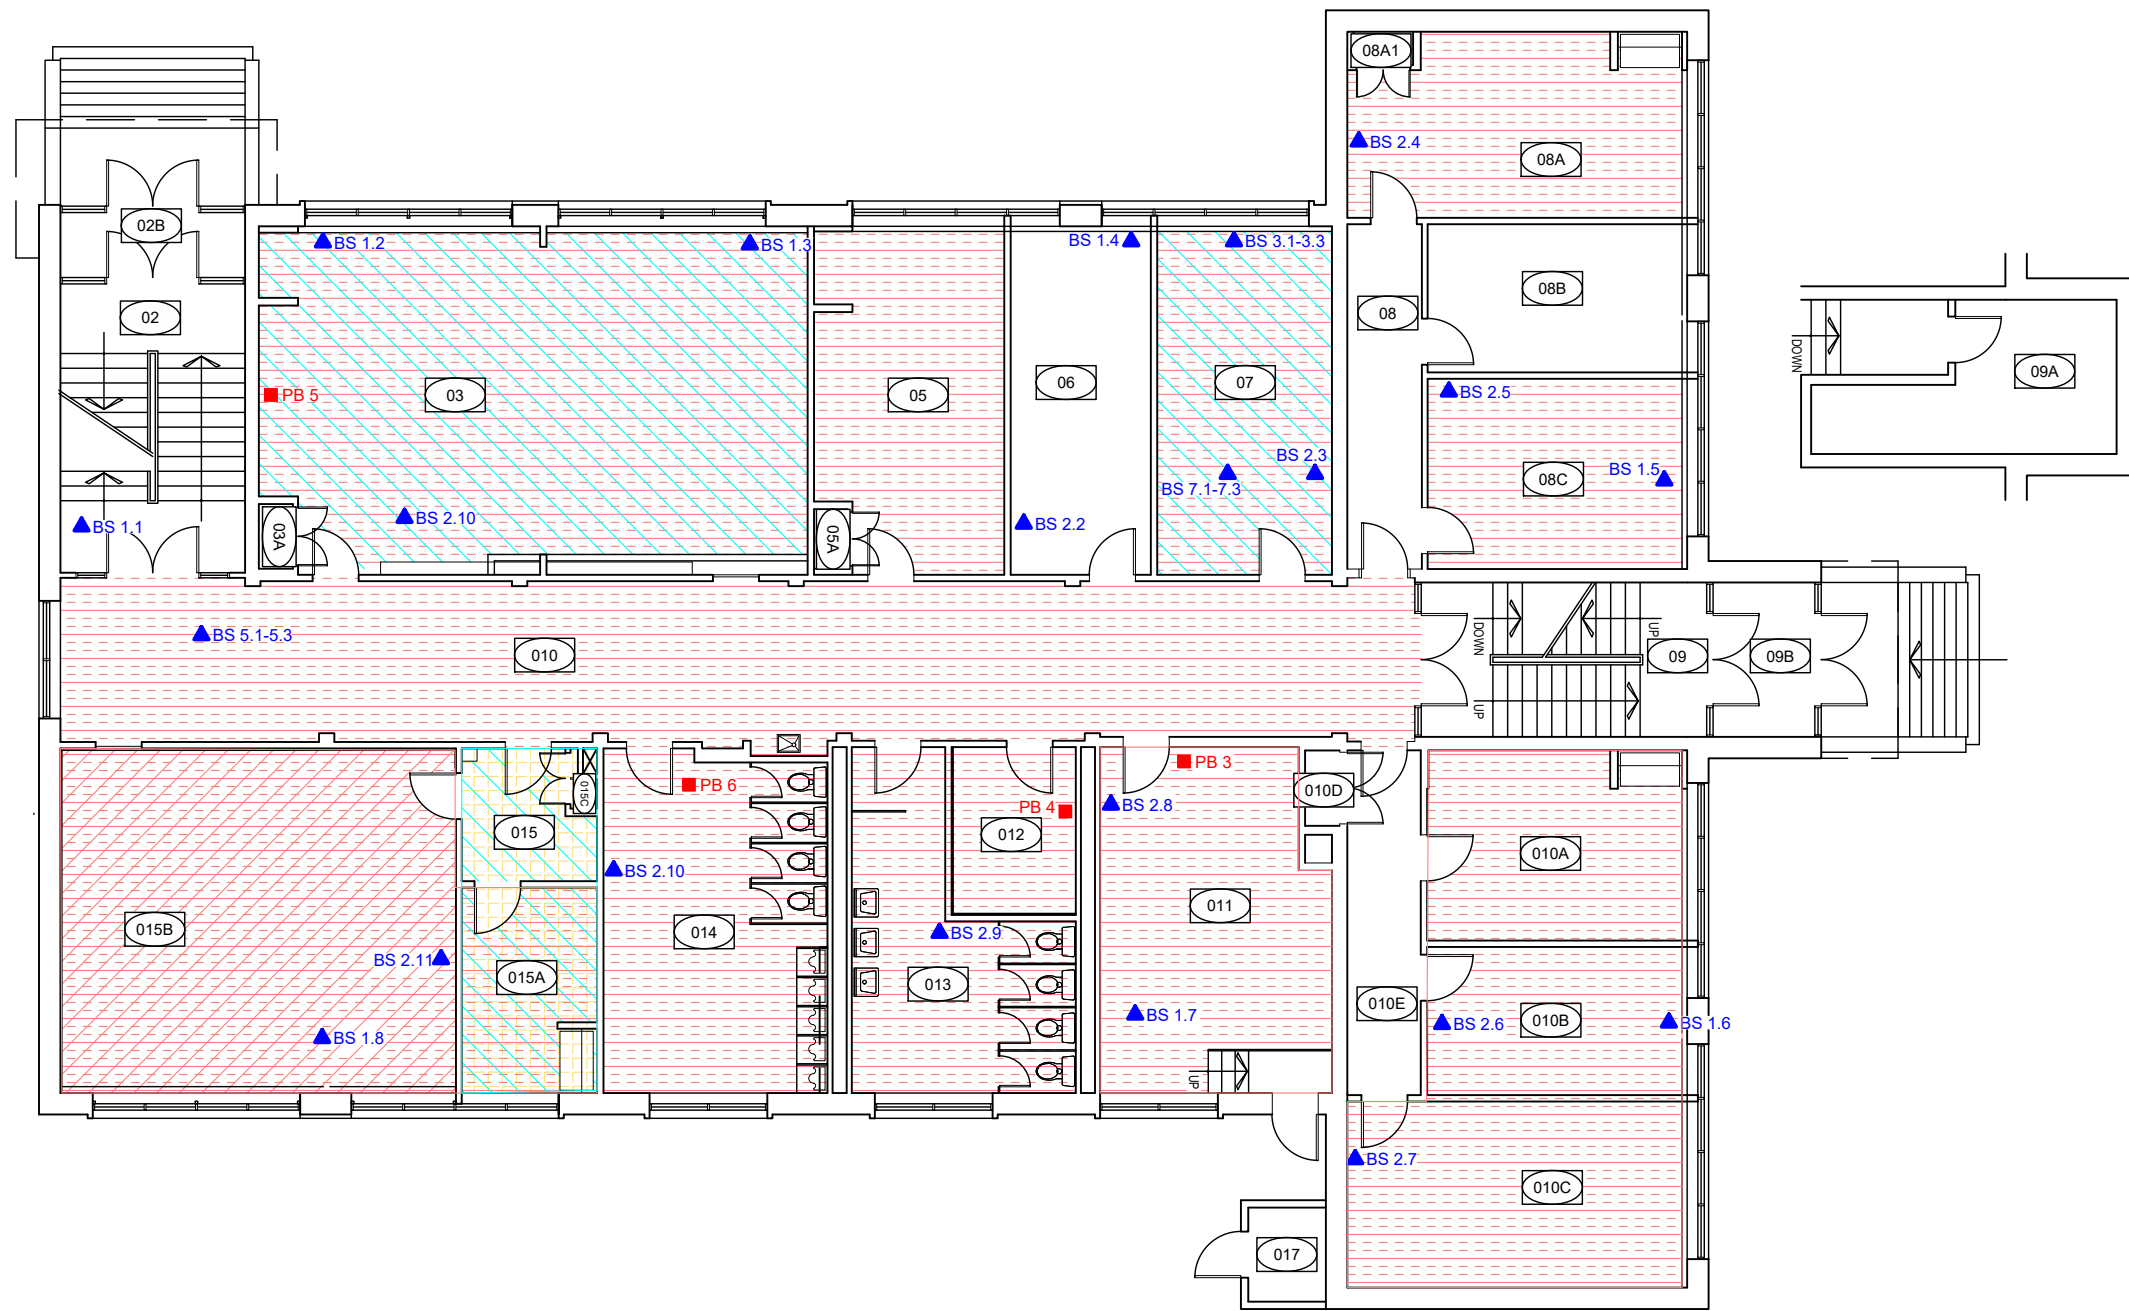 08A1
BS 2.4
08A
02B
BS 1.2
BS 1.3
BS 1.4
BS 3.1-3.3
08B
02
08
DOWN
09A
PB 5
03
05
06
07
BS 2.5
BS 2.3
BS 7.1-7.3
08C
BS 1.5
BS 1.1
03A
BS 2.10
05A
BS 2.2
BS 5.1-5.3
010
DOWN
UP
UP
09
09B
015C
PB 6
PB 3
010D
BS 2.8
PB 4
015
012
010A
BS 2.10
011
015B
014
BS 2.9
BS 2.11
015A
013
010E
BS 1.7
BS 2.6
010B
BS 1.6
BS 1.8
UP
BS 2.7
010C
017